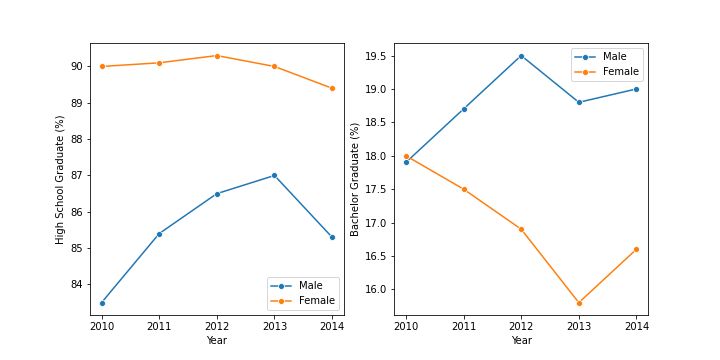 High School Graduate (%)
90
89
88
87
86
85
84
2010 2011 2012 2013 2014
Year
Male
Female
Bachelor Graduate (%)
19.5
19.0
18.5
18.0
17.5
17.0
16.5
16.0
2010 2011 2012 2013 2014
Year
Male
Female